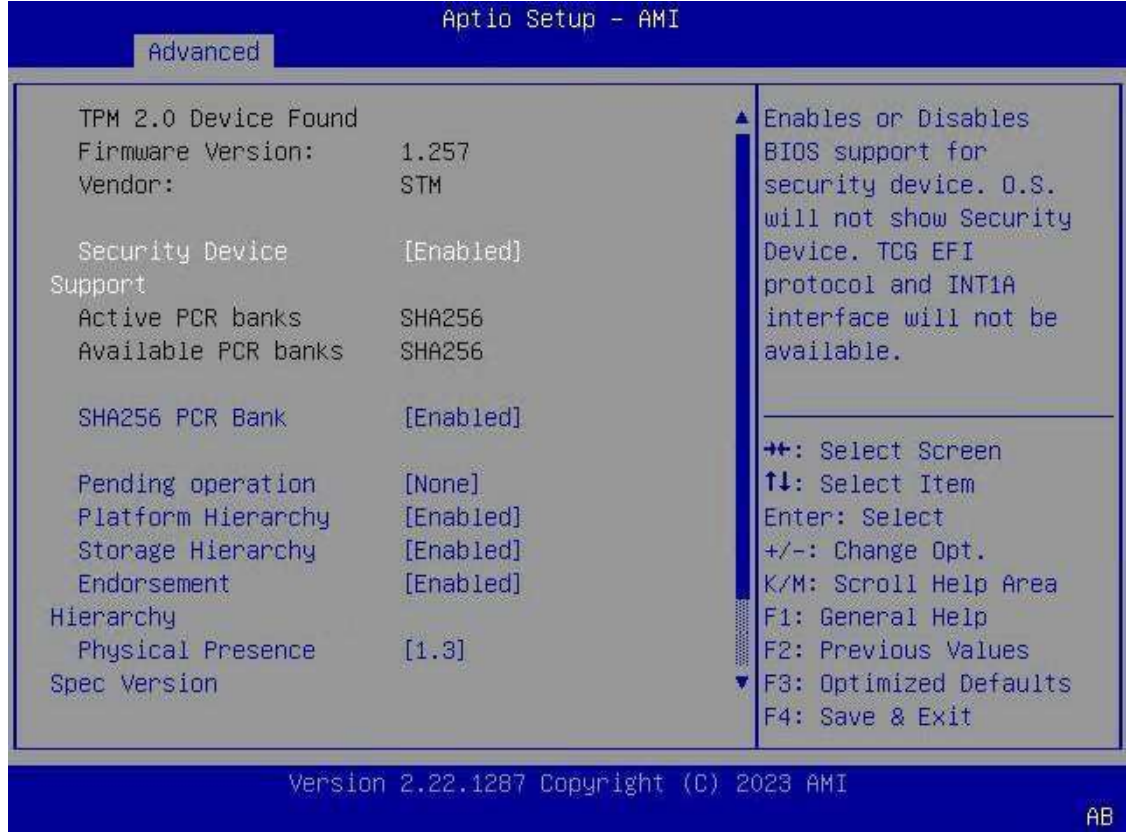 Aptio Setup – AMI
Advanced
TPM 2.0 Device Found
Firmware Version: 1.257
Vendor: STM
Security Device [Enabled]
Support
Active PCR banks SHA256
Available PCR banks SHA256
SHA256 PCR Bank [Enabled]
Pending operation [None]
Platform Hierarchy [Enabled]
Storage Hierarchy [Enabled]
Endorsement [Enabled]
Hierarchy
Physical Presence [1.3]
Spec Version
Enables or Disables
BIOS support for
security device. O.S.
will not show Security
Device. TCG EFI
protocol and INT1A
interface will not be
available.
→←: Select Screen
↑↓: Select Item
Enter: Select
+/-: Change Opt.
K/M: Scroll Help Area
F1: General Help
F2: Previous Values
F3: Optimized Defaults
F4: Save & Exit
Version 2.22.1287 Copyright (C) 2023 AMI
AB